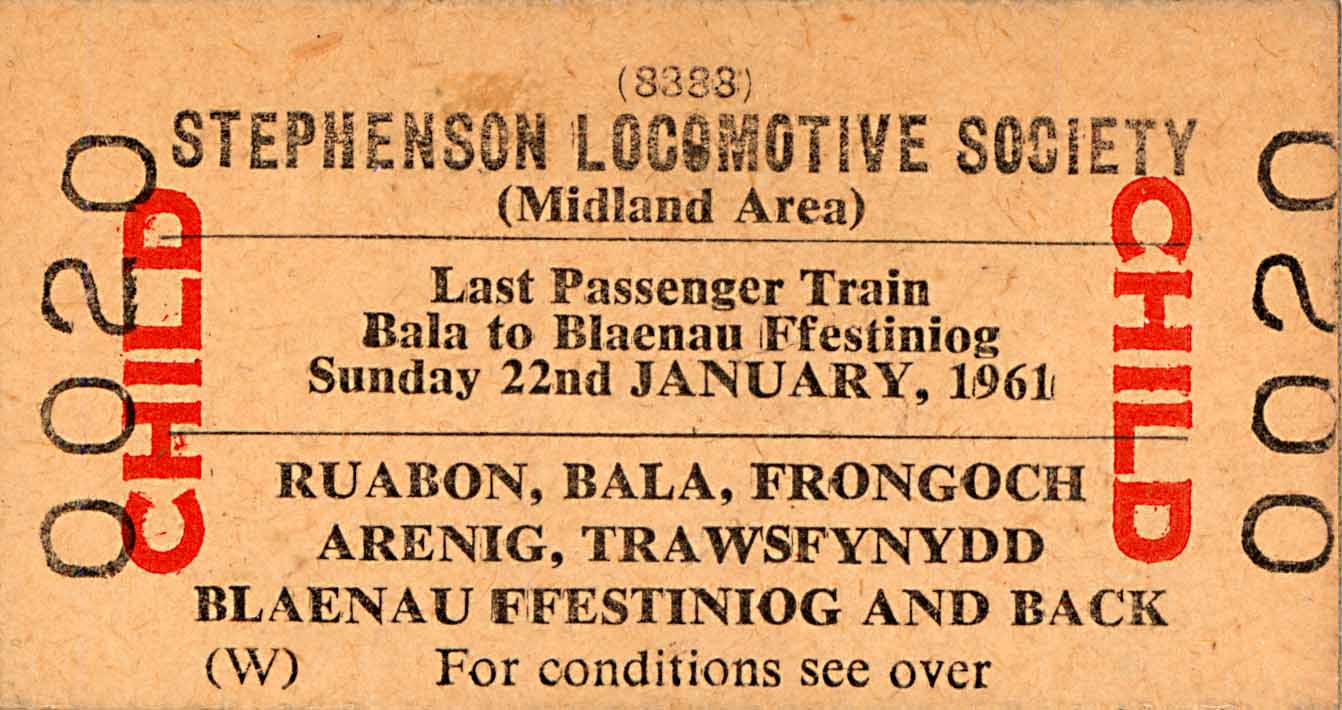 (8388)
STEPHENSON LOCOMOTIVE SOCIETY
(Midland Area)
Last Passenger Train
Bala to Blaenau Ffestiniog
Sunday 22nd JANUARY, 1961
RUABON, BALA, FRONGOCH
ARENIG, TRAWSFYNYDD
BLAENAU FFESTINIOG AND BACK
(W) For conditions see over
0020
CHILD
CHILD
0020